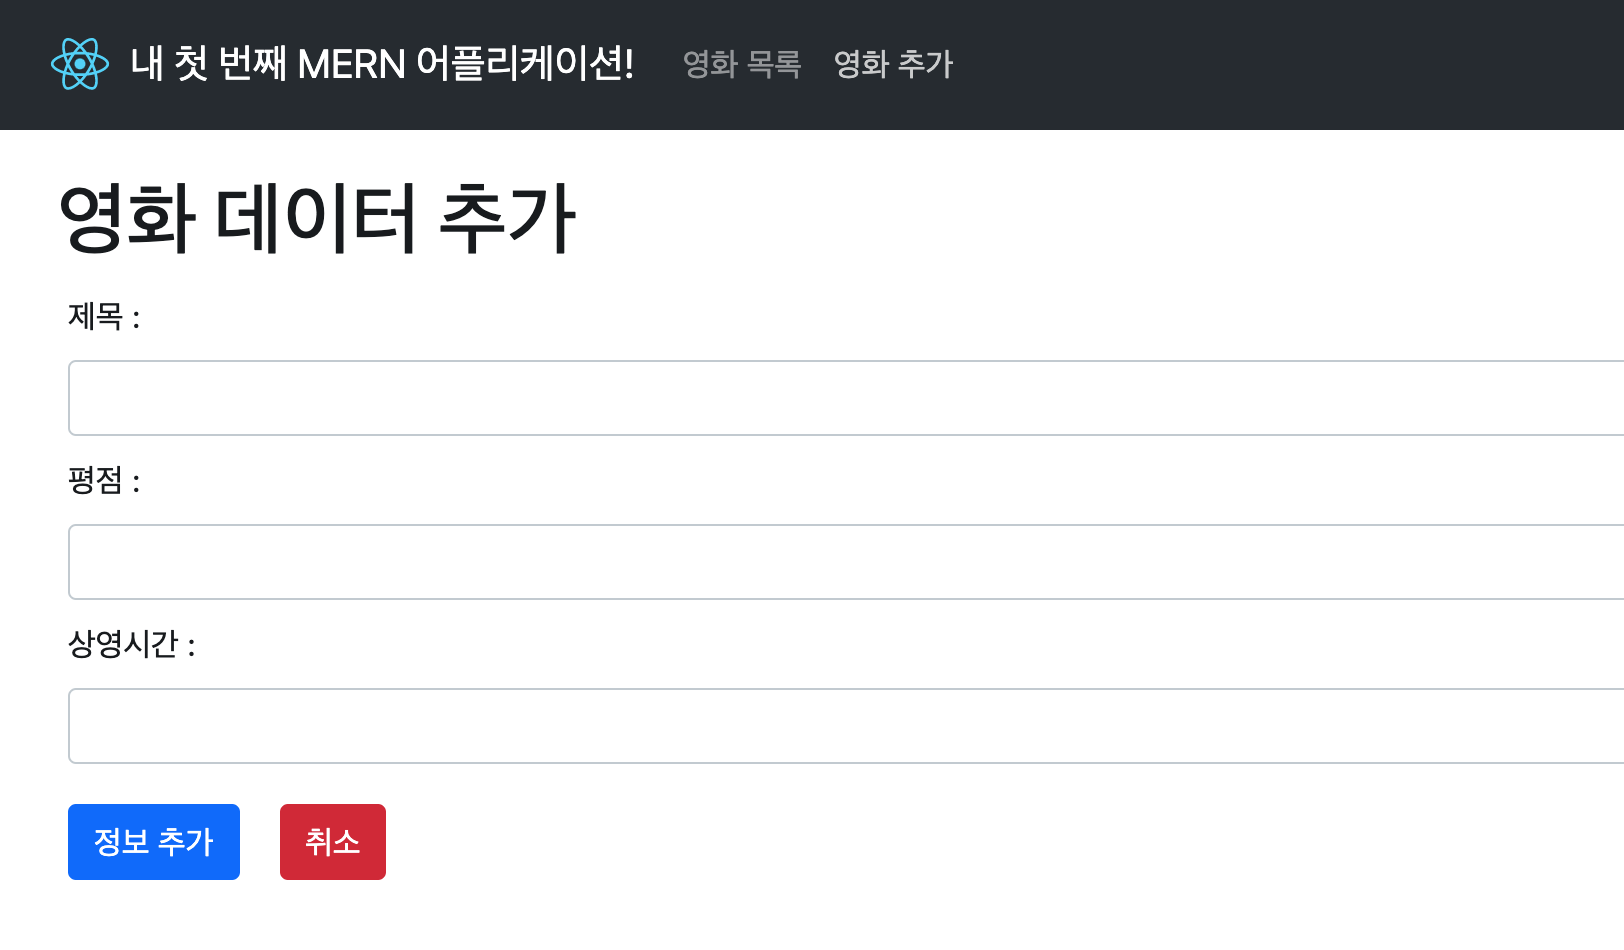 내 첫 번째 MERN 어플리케이션! 영화 목록 영화 추가
영화 데이터 추가
제목 :
평점 :
상영시간 :
정보 추가 취소